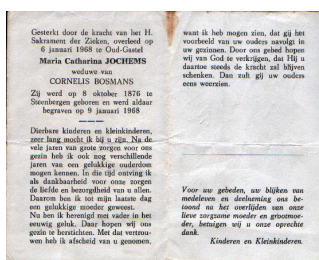 Gesterkt door de kracht van het H.
Sakrament der Zieken, overleed op
6 januari 1968 te Oud-Gastel
Maria Catharina JOCHEMS
weduwe van
CORNELIS BOSMANS
Zij werd op 8 oktober 1876 te
Steenbergen geboren en werd aldaar
begraven op 9 januari 1968
Dierbare kinderen en kleinkinderen,
zeer lang mocht ik bij u zijn. Na de
vele jaren van grote zorgen voor ons
gezin heb ik ook nog verschillende
jaren van een gelukkige ouderdom
mogen kennen. In die tijd ontving ik
als dankbaarheid voor onze zorgen
de liefde en bezorgdheid van u allen.
Daarom ben ik tot mijn laatste dag
een gelukkige moeder geweest.
Nu ben ik herenigd met vader in het
eeuwig geluk. Daar hopen wij ons
gezin te herstichten. Met dat vertrou-
wen heb ik afscheid van u genomen,
want ik heb mogen zien, dat gij het
voorbeeld van uw ouders navolgt in
uw gezinnen. Door ons gebed hopen
wij van God te verkrijgen, dat Hij u
daartoe steeds de kracht zal blijven
schenken. Dan zult gij uw ouders
eens weerzien.
Voor uw gebeden, uw blijken van
medeleven en deelneming ons be-
toond na het overlijden van onze
lieve zorgzame moeder en grootmoe-
der, betuigen wij u onze oprechte
dank.
Kinderen en Kleinkinderen.